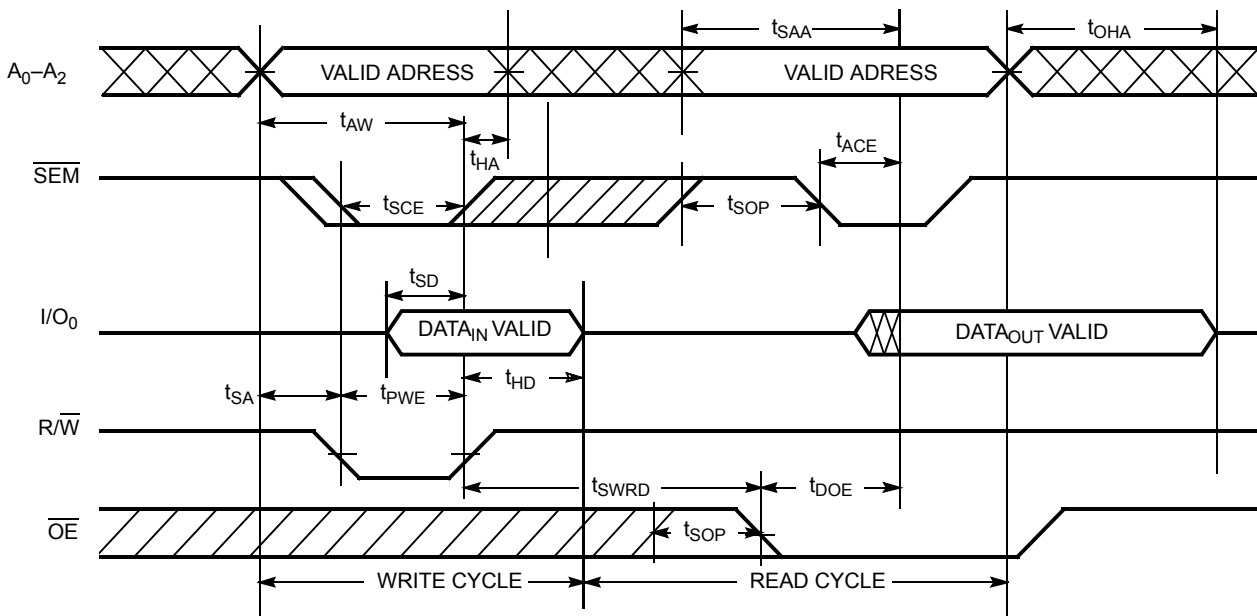 tSAA
tOHA
A0–A2
VALID ADRESS
VALID ADRESS
tAW
tHA
tACE
SEM
tSCE
tSOP
tSD
I/O0
DATAIN VALID
DATAOUT VALID
tSA
tPWE
tHD
R/W
tSWRD
tDOE
OE
tSOP
WRITE CYCLE
READ CYCLE